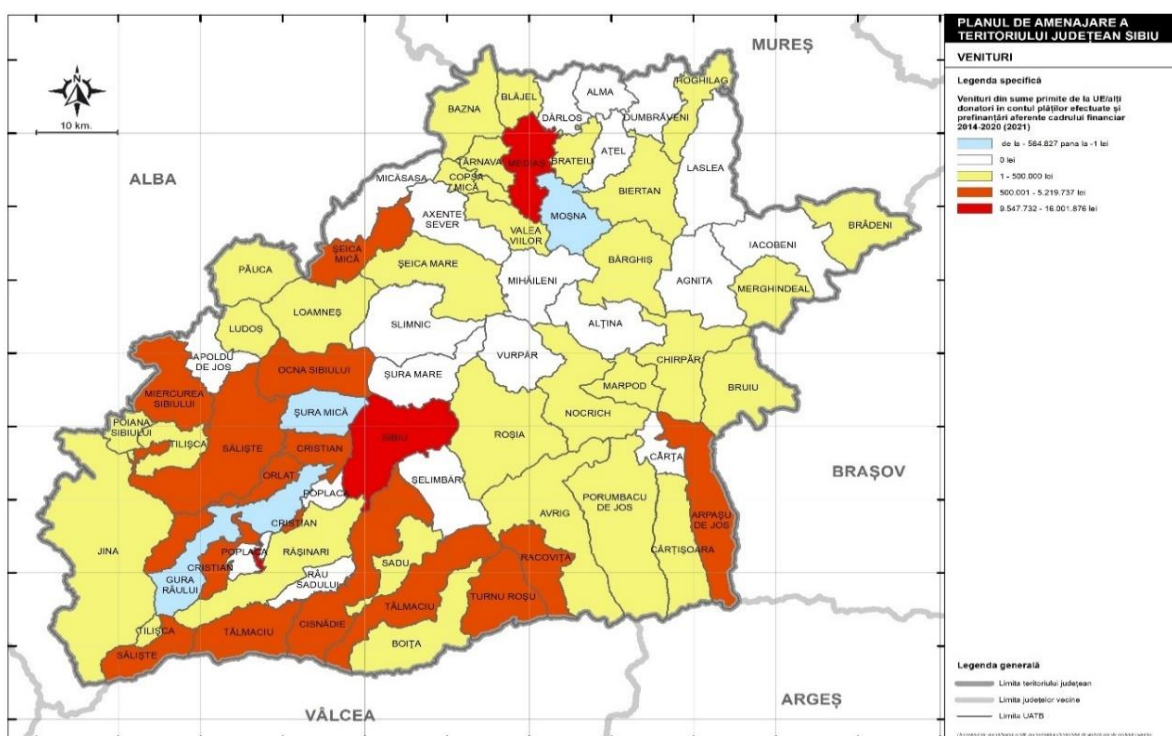 PLANUL DE AMENAJARE A
TERITORIULUI JUDEȚEAN SIBIU
VENITURI
Legenda specifică
Venituri din sume primite de la UE/alți
donatori în contul plăților efectuate și
prefinanțări aferente cadrului financiar
2014-2020 (2021)
de la - 584.827 pana la -1 lei
0 lei
1 - 500.000 lei
500.001 - 5.219.737 lei
9.547.732 - 16.001.876 lei
10 km.
MUREȘ
ALBA
BRAȘOV
ARGEȘ
VÂLCEA
HOGHILAG
ALMA
BLĂJEL
BAZNA
DÂRLOS
DUMBRĂVENI
AȚEL
TÂRNAVA
MEDIAȘ
BRATEIU
LASLEA
MICĂSASA
COPȘA
MICĂ
BIERTAN
AXENTE
SEVER
MOȘNA
VALEA
VIILOR
BRĂDENI
IACOBENI
ȘEICA
MICĂ
ȘEICA MARE
BÂRGHIȘ
PĂUCA
MIHĂILENI
AGNITA
MERGHINDEAL
LOAMNEȘ
SLIMNIC
ALȚINA
LUDOȘ
APOLDU
DE JOS
VURPĂR
CHIRPĂR
OCNA SIBIULUI
ȘURA MARE
MARPOD
BRUIU
MIERCUREA
SIBIULUI
ȘURA MICĂ
NOCRICH
POIANA
SIBIULUI
SIBIU
ROȘIA
TILIȘCA
SĂLIȘTE
CRISTIAN
CÂRȚA
ORLAT
ȘELIMBĂR
POPLACA
PORUMBACU
DE JOS
AVRIG
ARPAȘU
DE JOS
CRISTIAN
JINA
POPLACA
RĂȘINARI
CÂRȚIȘOARA
RACOVIȚA
CRISTIAN
SADU
GURA
RÂULUI
RÂU
SADULUI
TURNU ROȘU
TĂLMACIU
CISNĂDIE
TILIȘCA
TĂLMACIU
BOIȚA
SĂLIȘTE
Legenda generală
Limita teritoriului județean
Limita județelor vecine
Limita UATB